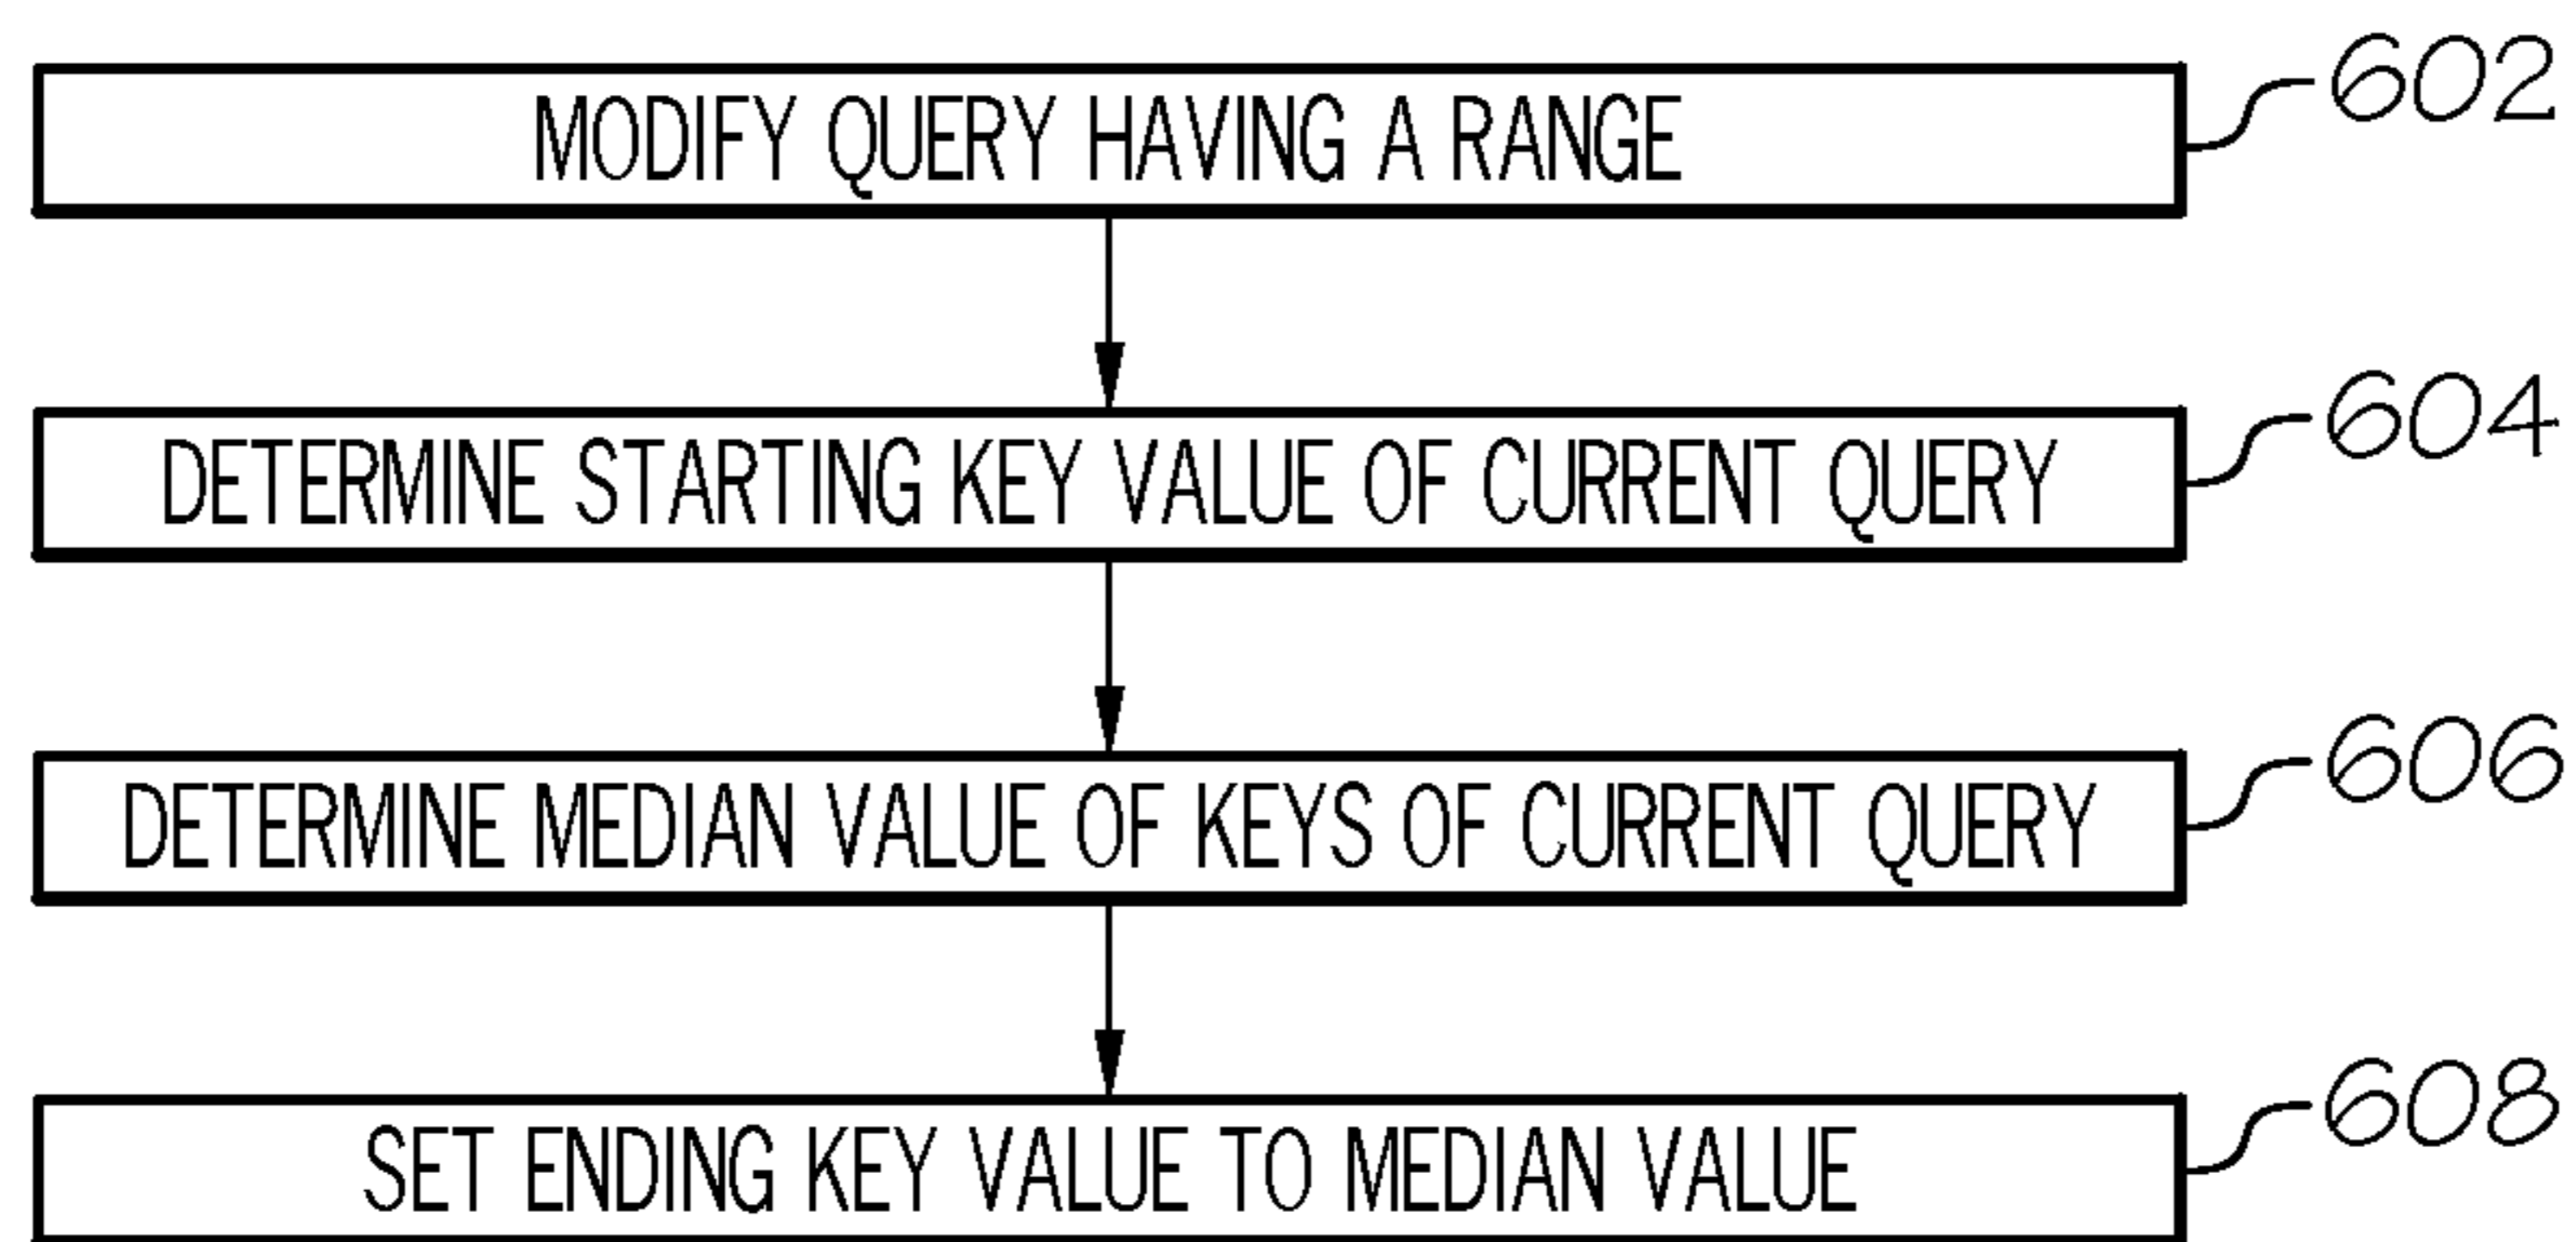 MODIFY QUERY HAVING A RANGE 602
DETERMINE STARTING KEY VALUE OF CURRENT QUERY 604
DETERMINE MEDIAN VALUE OF KEYS OF CURRENT QUERY 606
SET ENDING KEY VALUE TO MEDIAN VALUE 608